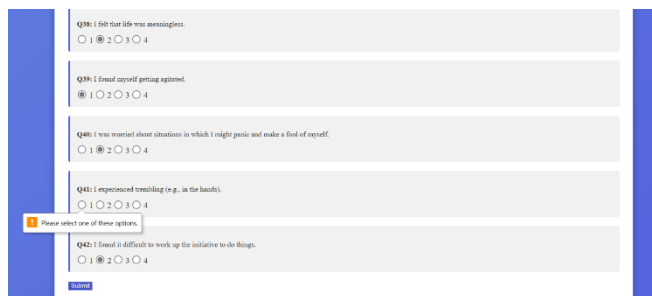 Q38: I felt that life was meaningless.
1 2 3 4
Q39: I found myself getting agitated.
1 2 3 4
Q40: I was worried about situations in which I might panic and make a fool of myself.
1 2 3 4
Q41: I experienced trembling (e.g., in the hands).
1 2 3 4
Please select one of these options.
Q42: I found it difficult to work up the initiative to do things.
1 2 3 4
Submit